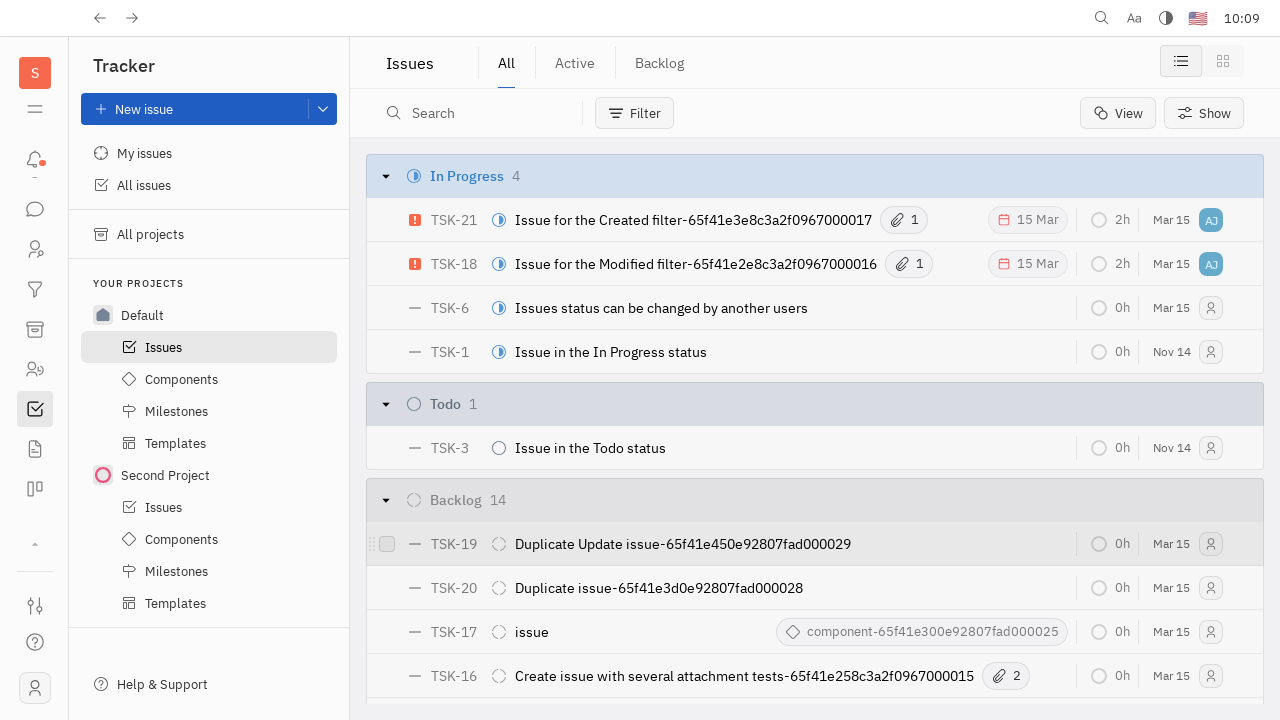 Aa
10:09
S
Tracker
New issue
My issues
All issues
All projects
YOUR PROJECTS
Default
Issues
Components
Milestones
Templates
Second Project
Issues
Components
Milestones
Templates
Help & Support
Issues
All
Active
Backlog
Search
Filter
View
Show
In Progress 4
TSK-21 Issue for the Created filter-65f41e3e8c3a2f0967000017 1 15 Mar 2h Mar 15 AJ
TSK-18 Issue for the Modified filter-65f41e2e8c3a2f0967000016 1 15 Mar 2h Mar 15 AJ
TSK-6 Issues status can be changed by another users 0h Mar 15
TSK-1 Issue in the In Progress status 0h Nov 14
Todo 1
TSK-3 Issue in the Todo status 0h Nov 14
Backlog 14
TSK-19 Duplicate Update issue-65f41e450e92807fad000029 0h Mar 15
TSK-20 Duplicate issue-65f41e3d0e92807fad000028 0h Mar 15
TSK-17 issue component-65f41e300e92807fad000025 0h Mar 15
TSK-16 Create issue with several attachment tests-65f41e258c3a2f0967000015 2 0h Mar 15